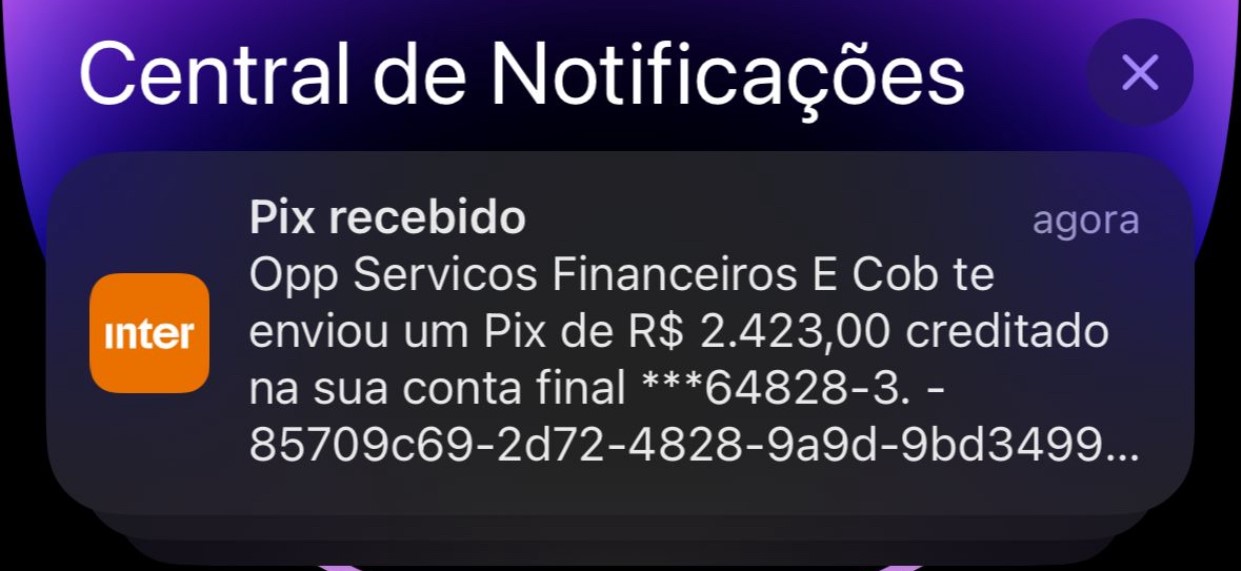 Central de Notificações
Pix recebido
agora
Opp Servicos Financeiros E Cob te
enviou um Pix de R$ 2.423,00 creditado
na sua conta final ***64828-3. -
85709c69-2d72-4828-9a9d-9bd3499...
inter